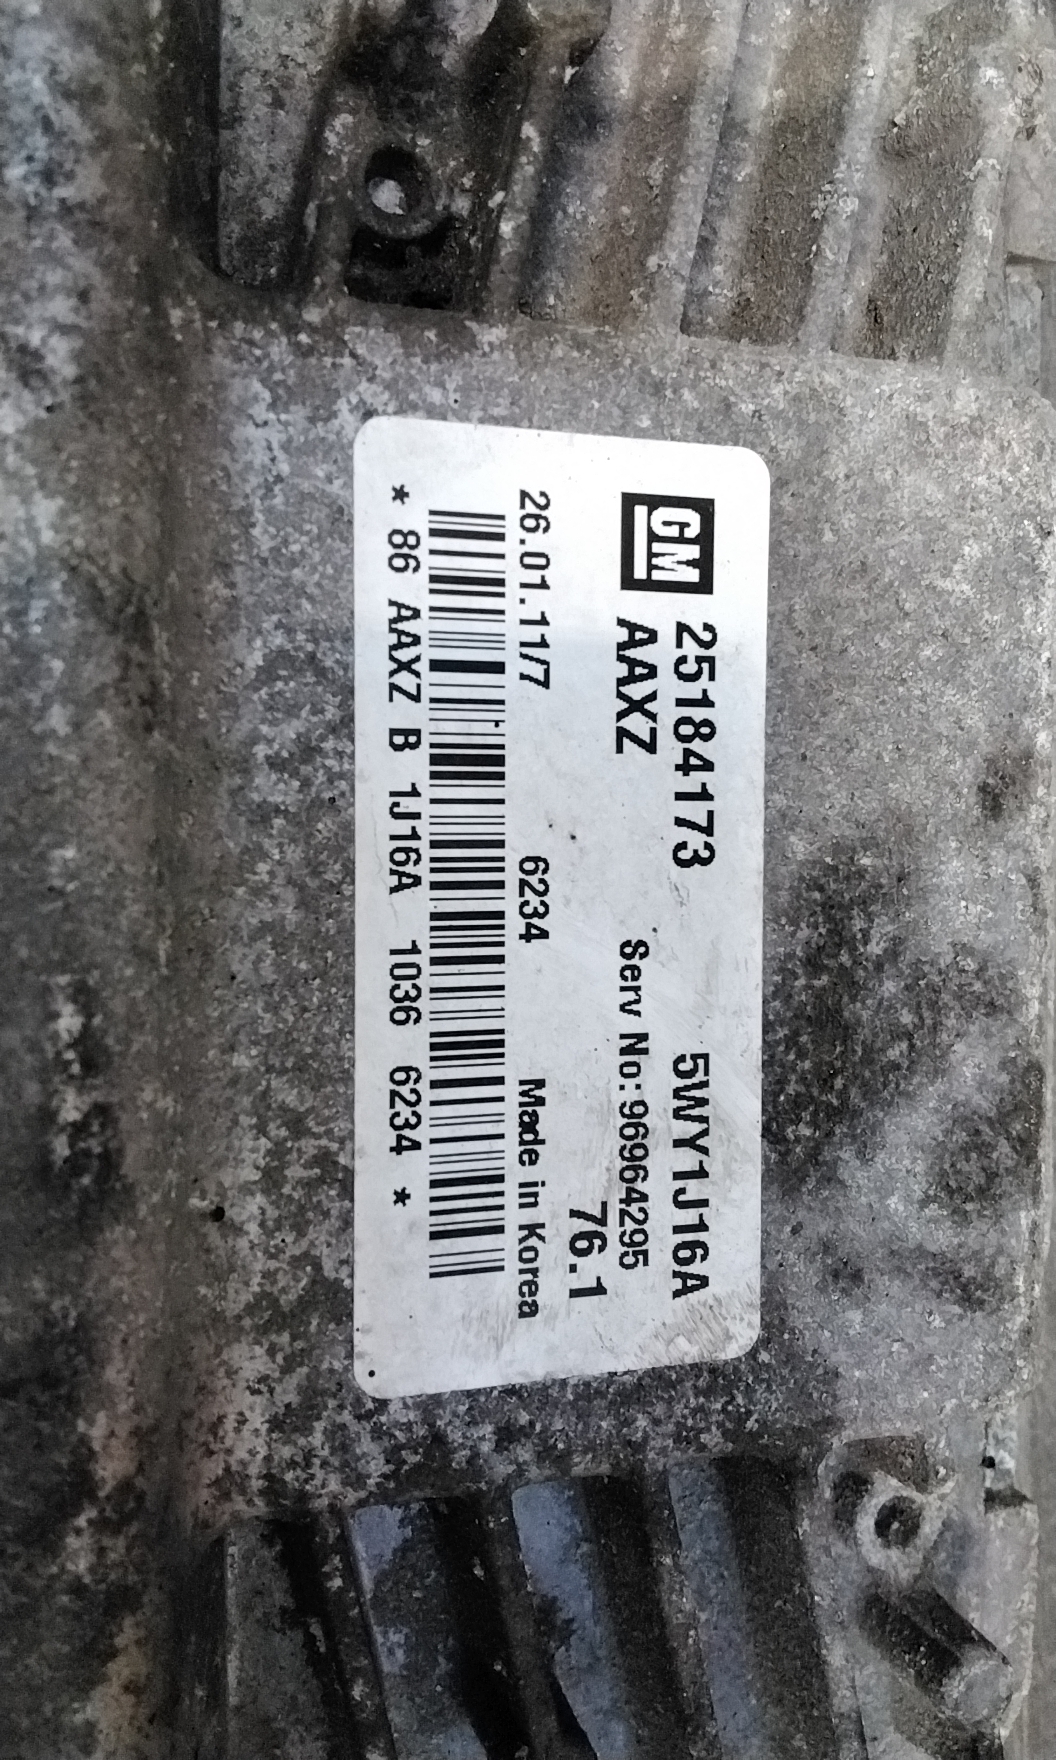 GM 25184173 5WY1J16A
AAXZ Serv No:96964295
76.1
26.01.11/7 6234 Made in Korea
* 86 AAXZ B 1J16A 1036 6234 *